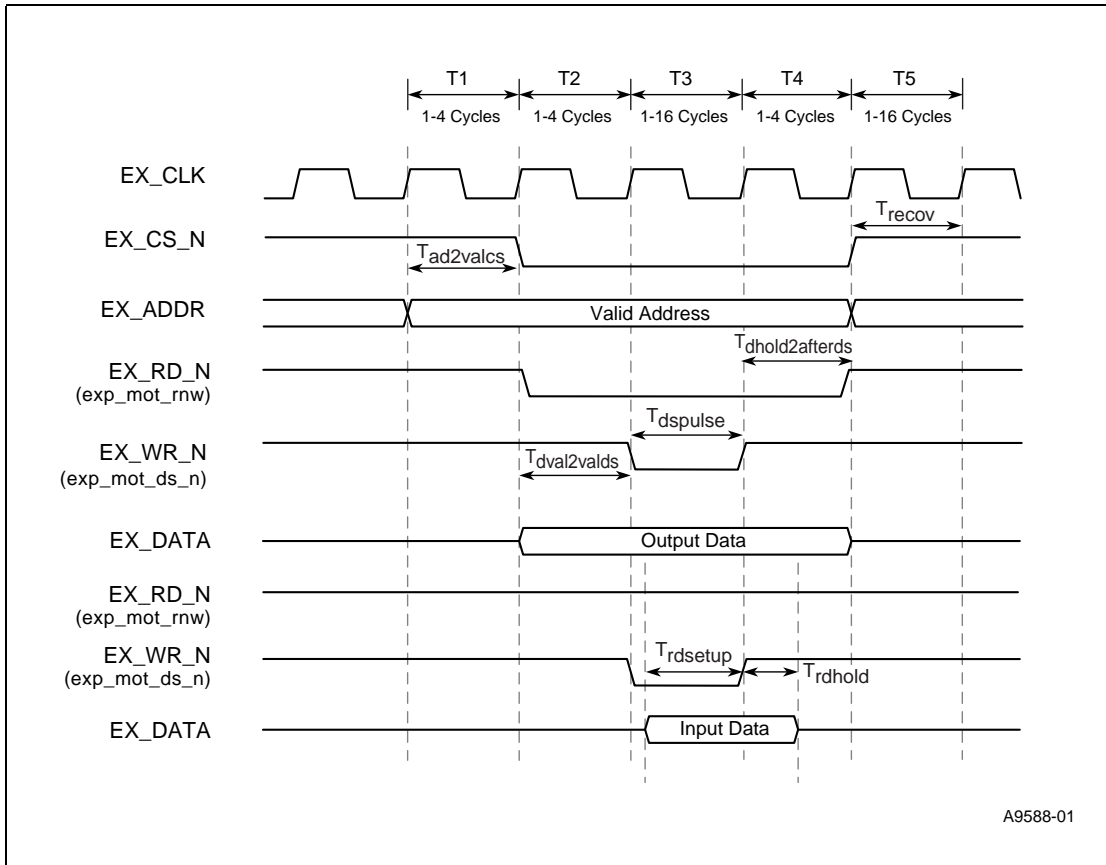 T1 T2 T3 T4 T5
1-4 Cycles 1-4 Cycles 1-16 Cycles 1-4 Cycles 1-16 Cycles
EX_CLK
Trecov
EX_CS_N
Tad2valcs
EX_ADDR
Valid Address
Tdhold2afterds
EX_RD_N
(exp_mot_rnw)
Tdspulse
EX_WR_N
(exp_mot_ds_n)
Tdval2valds
EX_DATA
Output Data
EX_RD_N
(exp_mot_rnw)
EX_WR_N
(exp_mot_ds_n)
Trdsetup
Trdhold
EX_DATA
Input Data
A9588-01